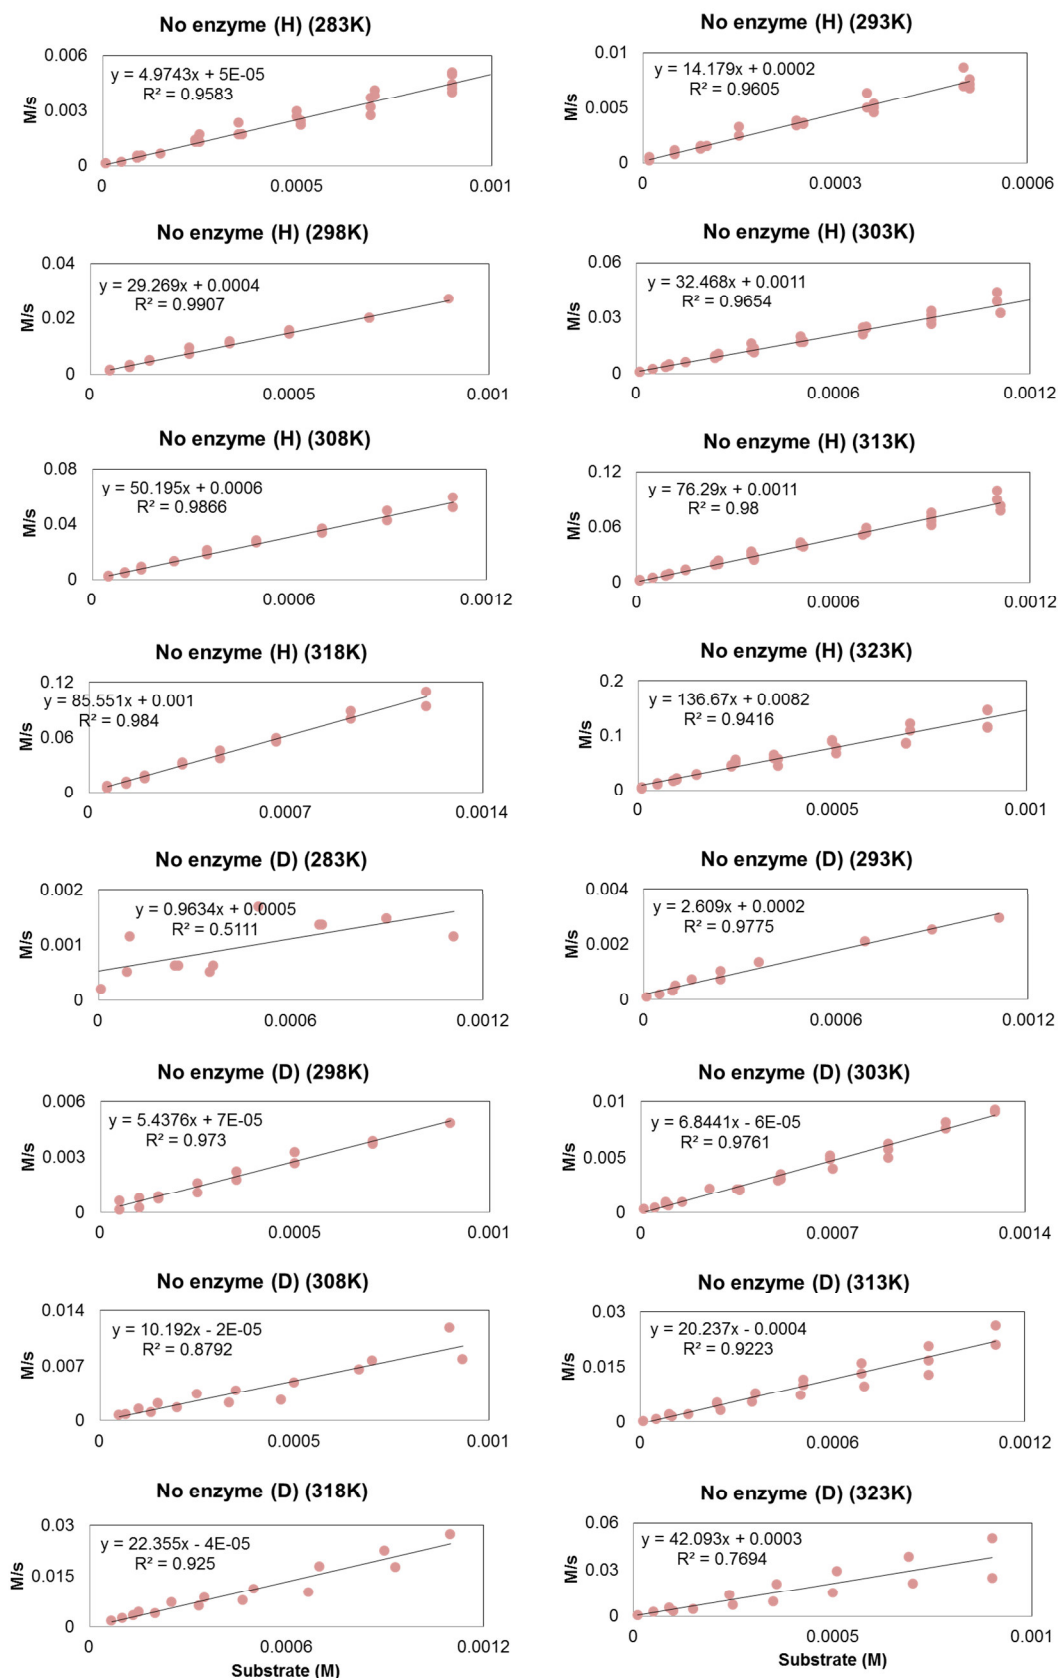 No enzyme (H) (283K)
0.006
y = 4.9743x + 5E-05
R² = 0.9583
0.003
M/s
0
0
0.0005
0.001
No enzyme (H) (293K)
0.01
y = 14.179x + 0.0002
R² = 0.9605
0.005
M/s
0
0
0.0003
0.0006
No enzyme (H) (298K)
0.04
y = 29.269x + 0.0004
R² = 0.9907
0.02
M/s
0
0
0.0005
0.001
No enzyme (H) (303K)
0.06
y = 32.468x + 0.0011
R² = 0.9654
0.03
M/s
0
0
0.0006
0.0012
No enzyme (H) (308K)
0.08
y = 50.195x + 0.0006
R² = 0.9866
0.04
M/s
0
0
0.0006
0.0012
No enzyme (H) (313K)
0.12
y = 76.29x + 0.0011
R² = 0.98
0.06
M/s
0
0
0.0006
0.0012
No enzyme (H) (318K)
0.12
y = 85.551x + 0.001
R² = 0.984
0.06
M/s
0
0
0.0007
0.0014
No enzyme (H) (323K)
0.2
y = 136.67x + 0.0082
R² = 0.9416
0.1
M/s
0
0
0.0005
0.001
No enzyme (D) (283K)
0.002
y = 0.9634x + 0.0005
R² = 0.5111
0.001
M/s
0
0
0.0006
0.0012
No enzyme (D) (293K)
0.004
y = 2.609x + 0.0002
R² = 0.9775
0.002
M/s
0
0
0.0006
0.0012
No enzyme (D) (298K)
0.006
y = 5.4376x + 7E-05
R² = 0.973
0.003
M/s
0
0
0.0005
0.001
No enzyme (D) (303K)
0.01
y = 6.8441x - 6E-05
R² = 0.9761
0.005
M/s
0
0
0.0007
0.0014
No enzyme (D) (308K)
0.014
y = 10.192x - 2E-05
R² = 0.8792
0.007
M/s
0
0
0.0005
0.001
No enzyme (D) (313K)
0.03
y = 20.237x - 0.0004
R² = 0.9223
0.015
M/s
0
0
0.0006
0.0012
No enzyme (D) (318K)
0.03
y = 22.355x - 4E-05
R² = 0.925
0.015
M/s
0
0
0.0006
0.0012
Substrate (M)
No enzyme (D) (323K)
0.06
y = 42.093x + 0.0003
R² = 0.7694
0.03
M/s
0
0
0.0005
0.001
Substrate (M)